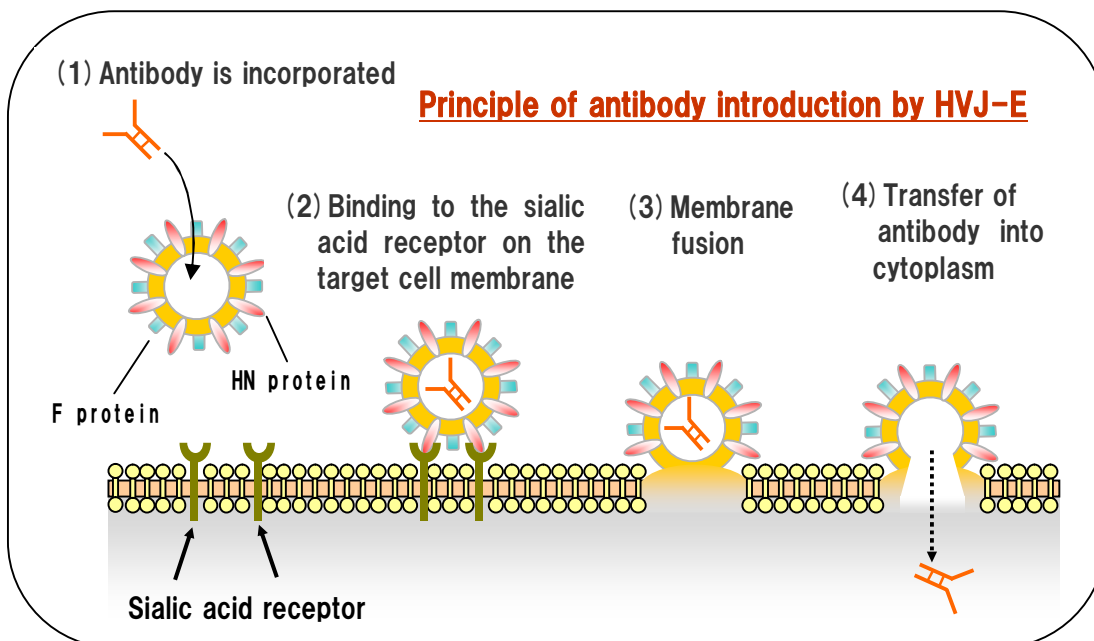 (1) Antibody is incorporated
Principle of antibody introduction by HVJ-E
(2) Binding to the sialic
acid receptor on the
target cell membrane
(3) Membrane
fusion
(4) Transfer of
antibody into
cytoplasm
HN protein
F protein
Sialic acid receptor